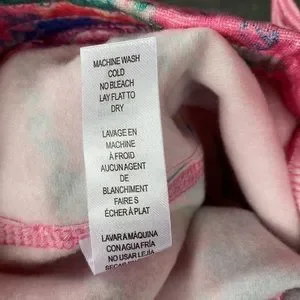 MACHINE WASH
COLD
NO BLEACH
LAY FLAT TO
DRY
LAVAGE EN
MACHINE
À FROID
AUCUN AGENT
DE
BLANCHIMENT
FAIRE S
ÉCHER À PLAT
LAVAR A MÀQUINA
CON AGUA FRÍA
NO USAR LEJÍA